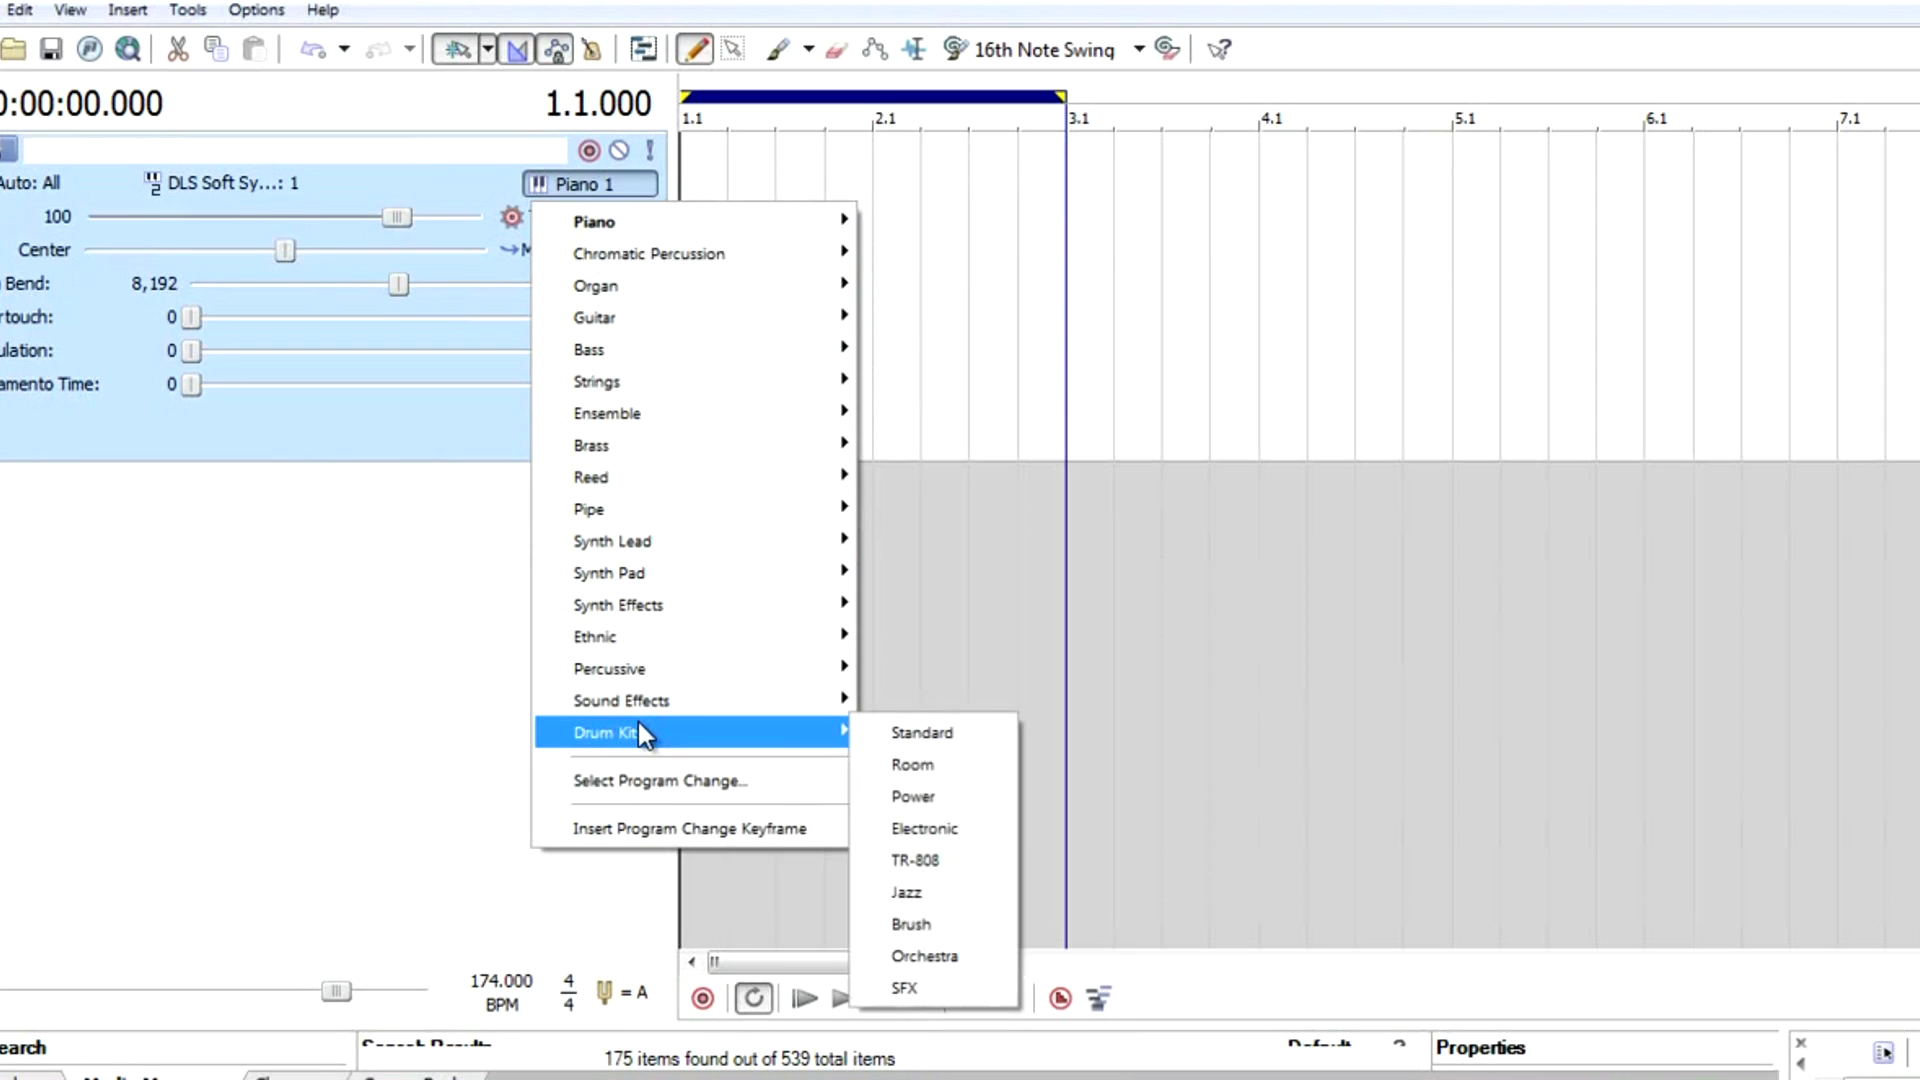 Edit View Insert Tools Options Help
16th Note Swing
0:00:00.000 1.1.000
1.1 2.1 3.1 4.1 5.1 6.1 7.1
Auto: All DLS Soft Sy...: 1 Piano 1
100
Center
Bend: 8,192
rtouch: 0
ulation: 0
amento Time: 0
Piano
Chromatic Percussion
Organ
Guitar
Bass
Strings
Ensemble
Brass
Reed
Pipe
Synth Lead
Synth Pad
Synth Effects
Ethnic
Percussive
Sound Effects
Drum Kit
Select Program Change...
Insert Program Change Keyframe
Standard
Room
Power
Electronic
TR-808
Jazz
Brush
Orchestra
SFX
174.000
BPM
4
4
= A
earch
Search Results
175 items found out of 539 total items
Default
Properties